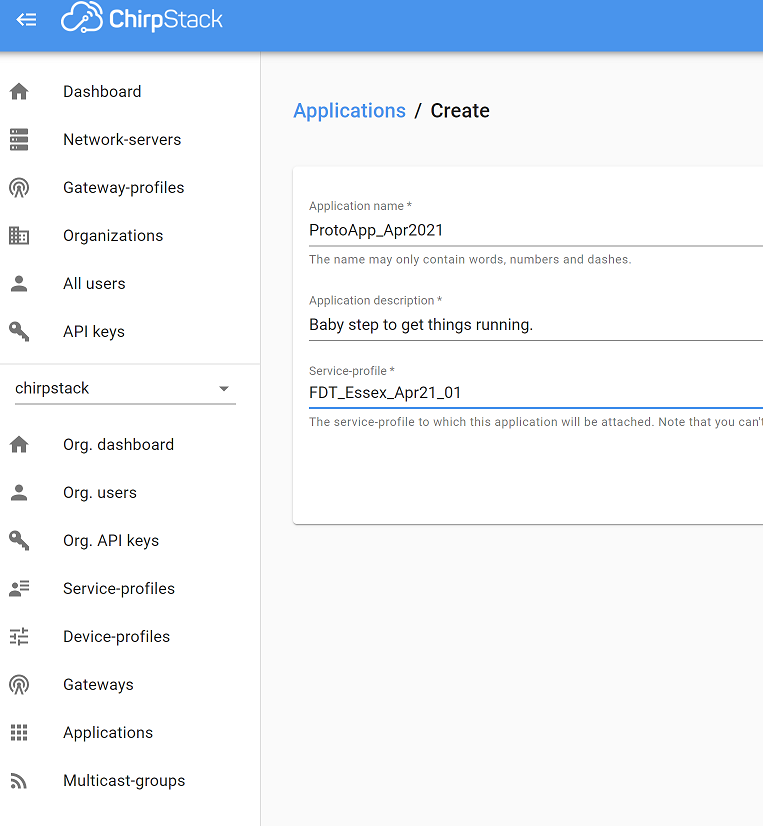 ChirpStack
Dashboard
Network-servers
Gateway-profiles
Organizations
All users
API keys
chirpstack
Org. dashboard
Org. users
Org. API keys
Service-profiles
Device-profiles
Gateways
Applications
Multicast-groups
Applications / Create
Application name *
ProtoApp_Apr2021
The name may only contain words, numbers and dashes.
Application description *
Baby step to get things running.
Service-profile *
FDT_Essex_Apr21_01
The service-profile to which this application will be attached. Note that you can't